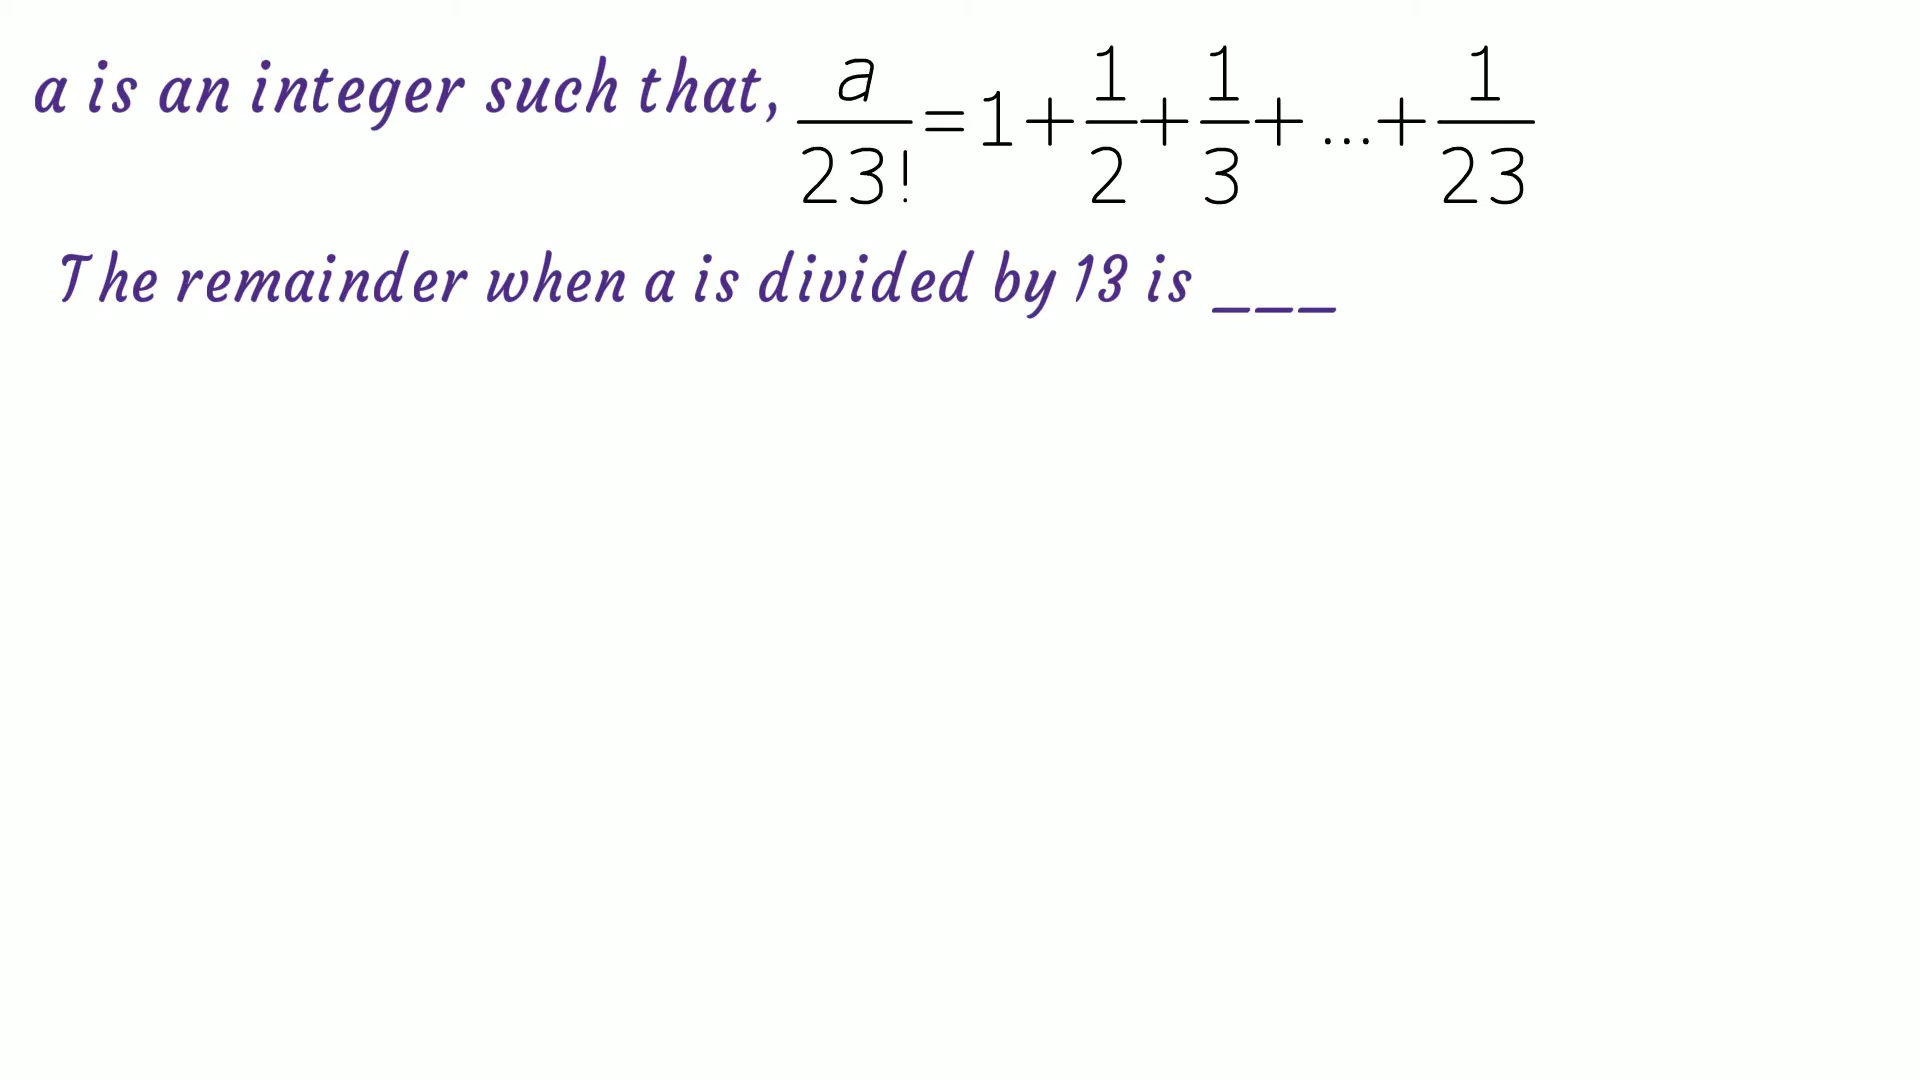 a is an integer such that, a/23! = 1 + 1/2 + 1/3 + ... + 1/23
The remainder when a is divided by 13 is ___